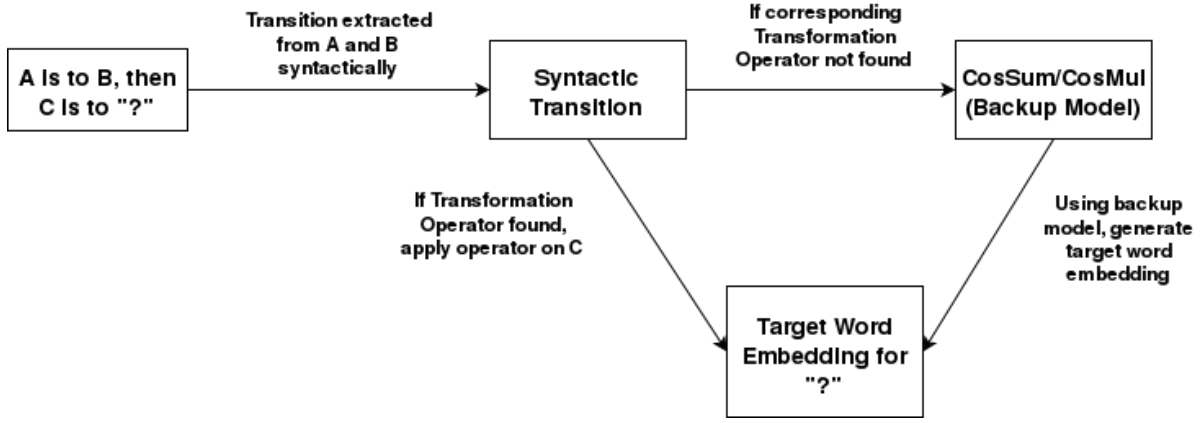 A is to B, then
C is to "?"
Transition extracted
from A and B
syntactically
Syntactic
Transition
If corresponding
Transformation
Operator not found
CosSum/CosMul
(Backup Model)
If Transformation
Operator found,
apply operator on C
Using backup
model, generate
target word
embedding
Target Word
Embedding for
"?"